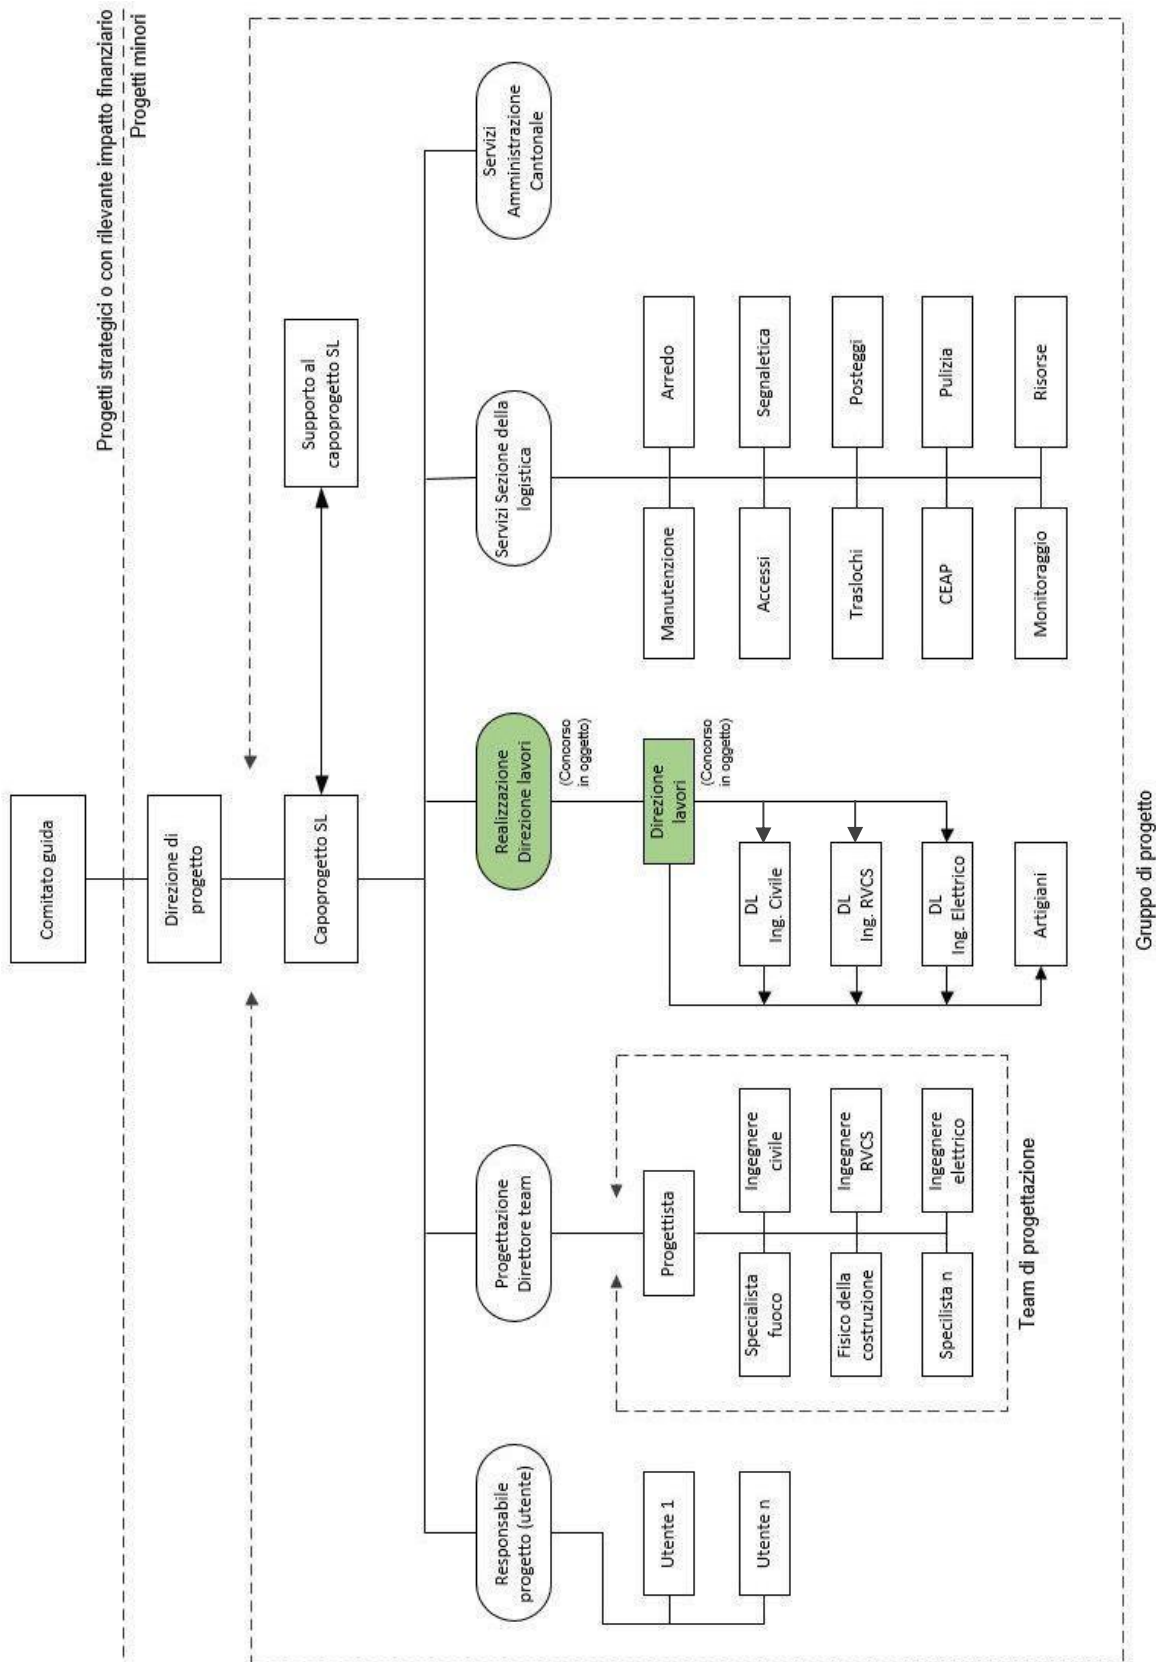 Progetti strategici o con rilevante impatto finanziario
Progetti minori
Comitato guida
Direzione di
progetto
Capoprogetto SL
Supporto al
capoprogetto SL
Responsabile
progetto (utente)
Utente 1
Utente n
Progettazione
Direttore team
Progettista
Specialista
fuoco
Ingegnere
civile
Fisico della
costruzione
Ingegnere
RVCS
Specilista n
Ingegnere
elettrico
Team di progettazione
Realizzazione
Direzione lavori
(Concorso
in oggetto)
Direzione
lavori
(Concorso
in oggetto)
DL
Ing. Civile
DL
Ing. RVCS
DL
Ing. Elettrico
Artigiani
Servizi Sezione della
logistica
Manutenzione
Arredo
Accessi
Segnaletica
Traslochi
Posteggi
CEAP
Pulizia
Monitoraggio
Risorse
Servizi
Amministrazione
Cantonale
Gruppo di progetto